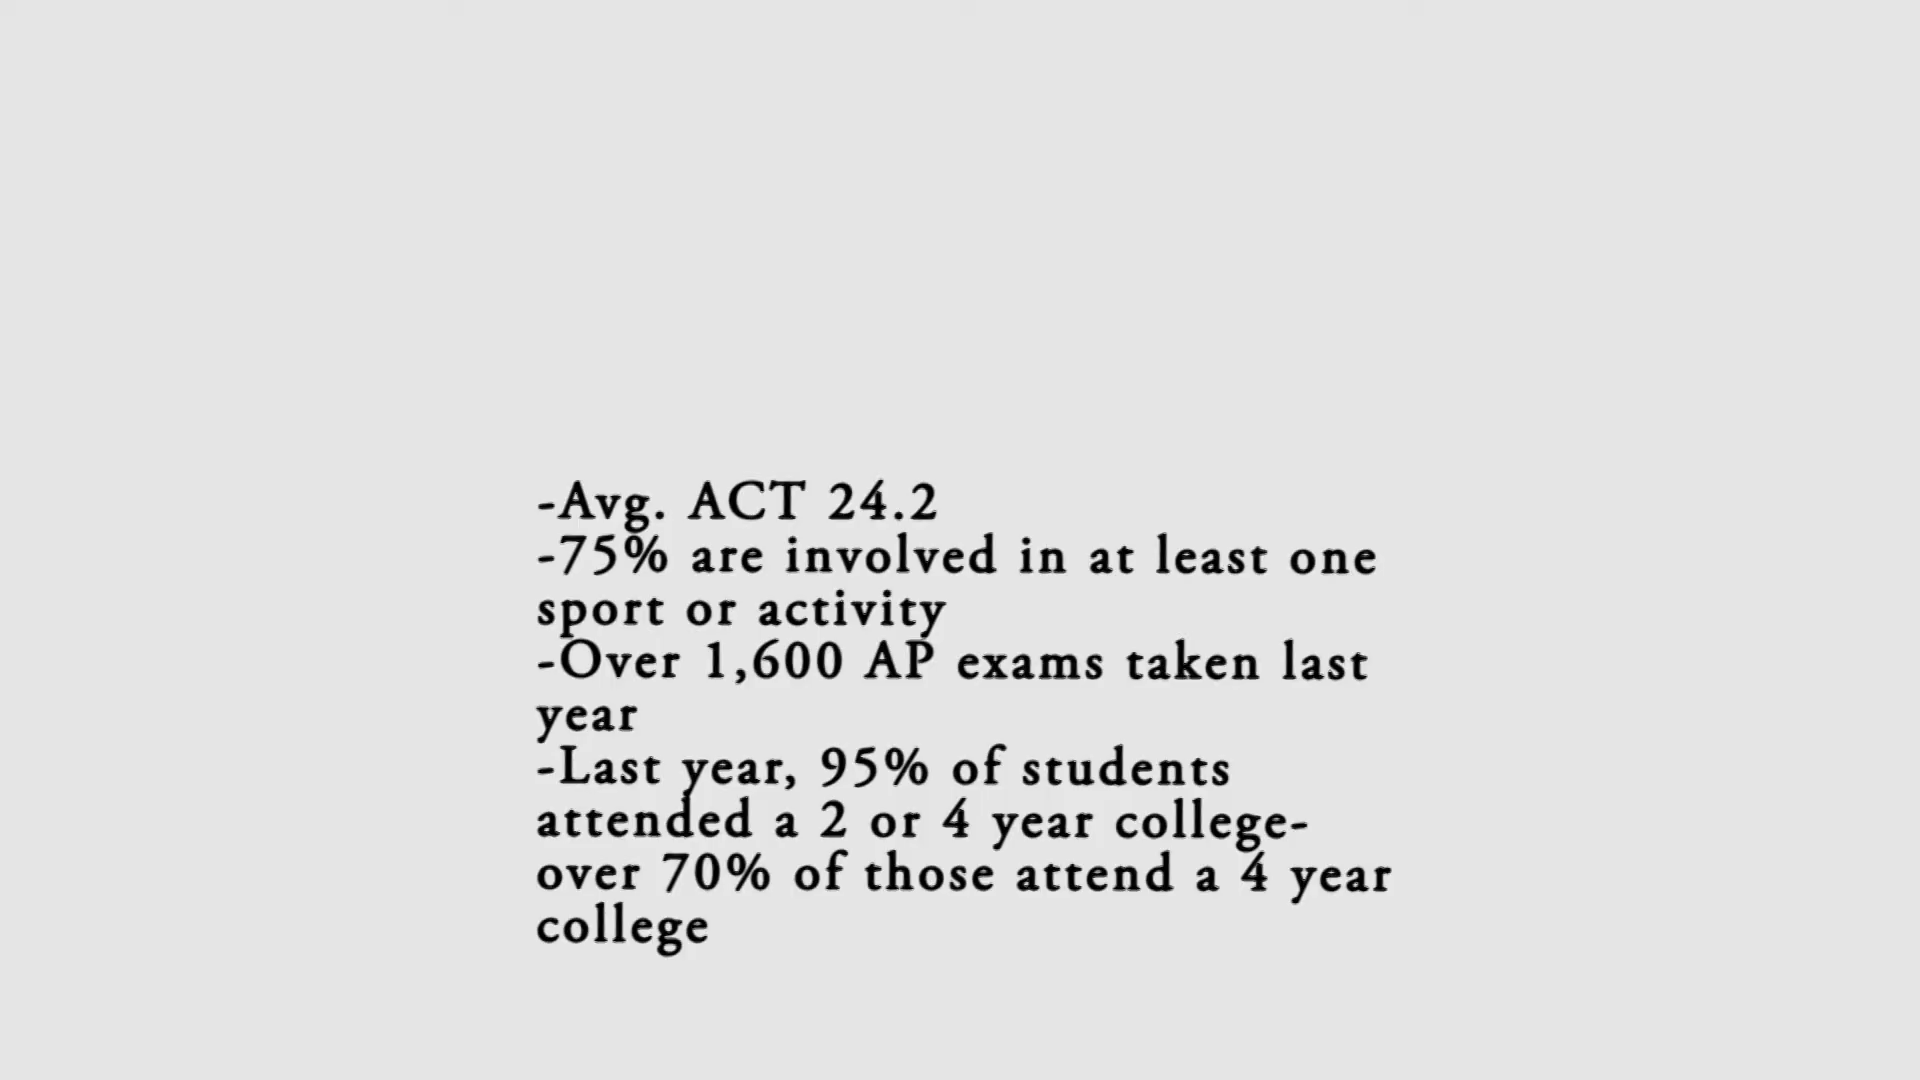 -Avg. ACT 24.2
-75% are involved in at least one
sport or activity
-Over 1,600 AP exams taken last
year
-Last year, 95% of students
attended a 2 or 4 year college-
over 70% of those attend a 4 year
college